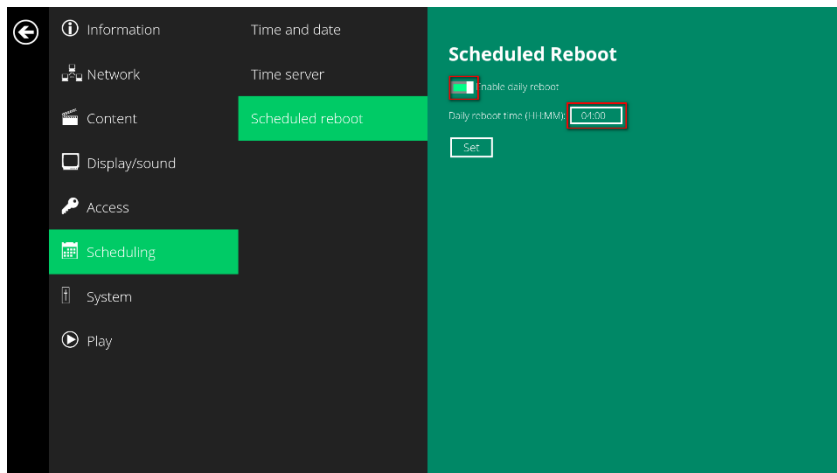 Information
Network
Content
Display/sound
Access
Scheduling
System
Play
Time and date
Time server
Scheduled reboot
Scheduled Reboot
Enable daily reboot
Daily reboot time (HH:MM): 04:00
Set